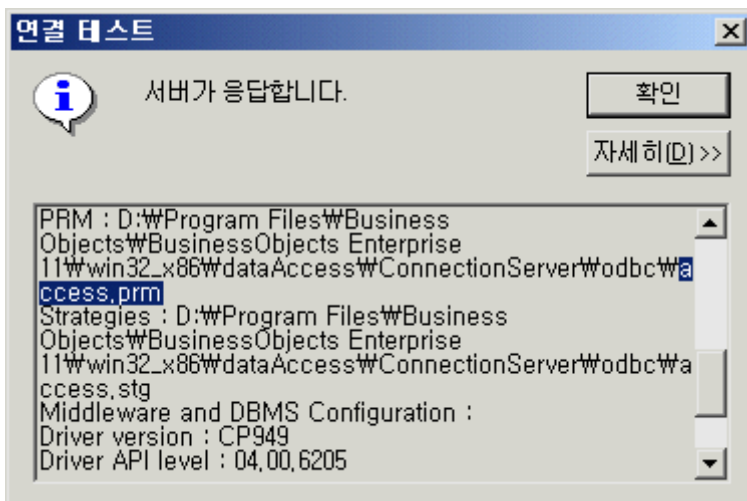 연결 테스트
서버가 응답합니다.
확인
자세히(D)>>
PRM : D:₩Program Files₩Business
Objects₩BusinessObjects Enterprise
11₩win32_x86₩dataAccess₩ConnectionServer₩odbc₩a
ccess.prm
Strategies : D:₩Program Files₩Business
Objects₩BusinessObjects Enterprise
11₩win32_x86₩dataAccess₩ConnectionServer₩odbc₩a
ccess.stg
Middleware and DBMS Configuration :
Driver version : CP949
Driver API level : 04.00.6205